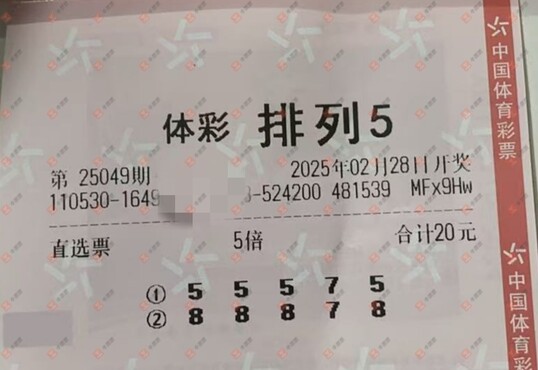 体彩 排列5
第 25049期 2025年02月28日开奖
110530-1649 -524200 481539 MFx9Hw
直选票 5倍 合计20元
① 5 5 5 7 5
② 8 8 8 7 8
中国体育彩票
中国体育彩票